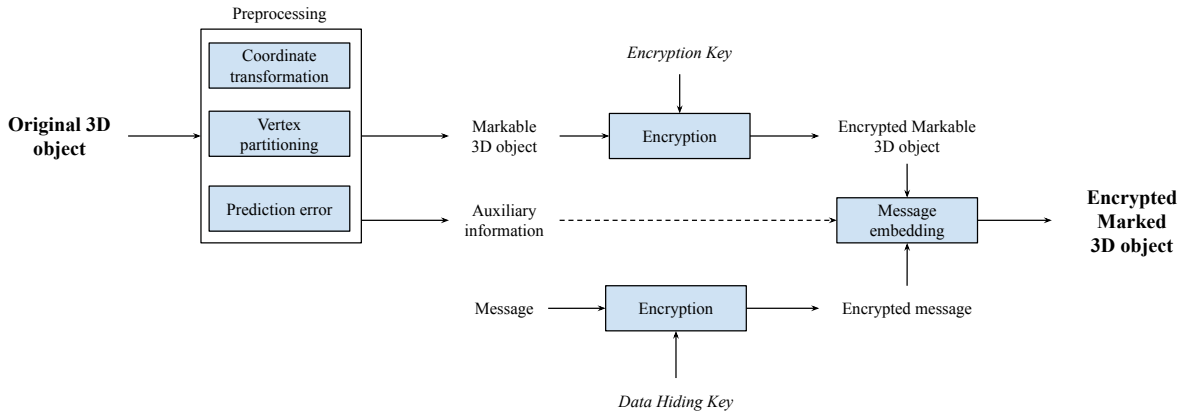 Preprocessing
Coordinate
transformation
Encryption Key
Original 3D
object
Vertex
partitioning
Markable
3D object
Encryption
Encrypted Markable
3D object
Prediction error
Auxiliary
information
Message
embedding
Encrypted
Marked
3D object
Message
Encryption
Encrypted message
Data Hiding Key